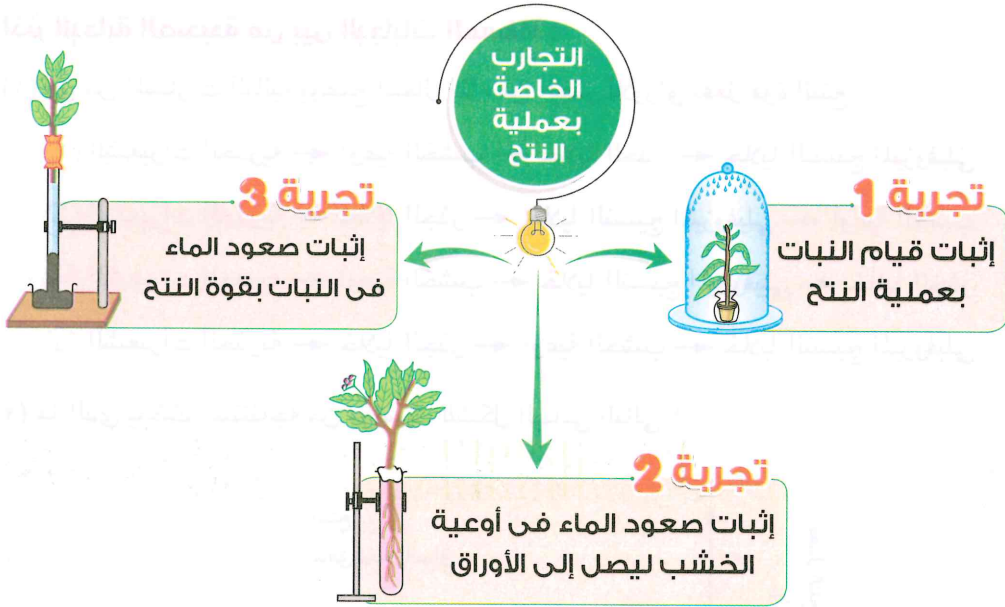 التجارب
الخاصة
بعملية
النتح
تجربة 1
إثبات قيام النبات
بعملية النتح
تجربة 2
إثبات صعود الماء فى أوعية
الخشب ليصل إلى الأوراق
تجربة 3
إثبات صعود الماء
فى النبات بقوة النتح